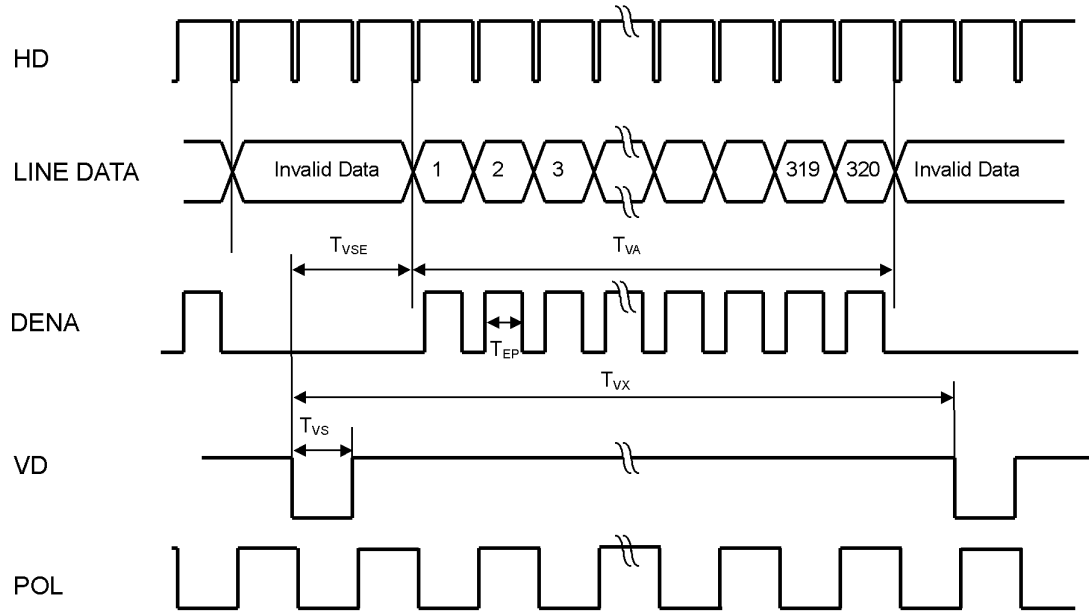 HD
LINE DATA
Invalid Data 1 2 3 319 320 Invalid Data
TVSE TVA
DENA
TEP
TVX
TVS
VD
POL